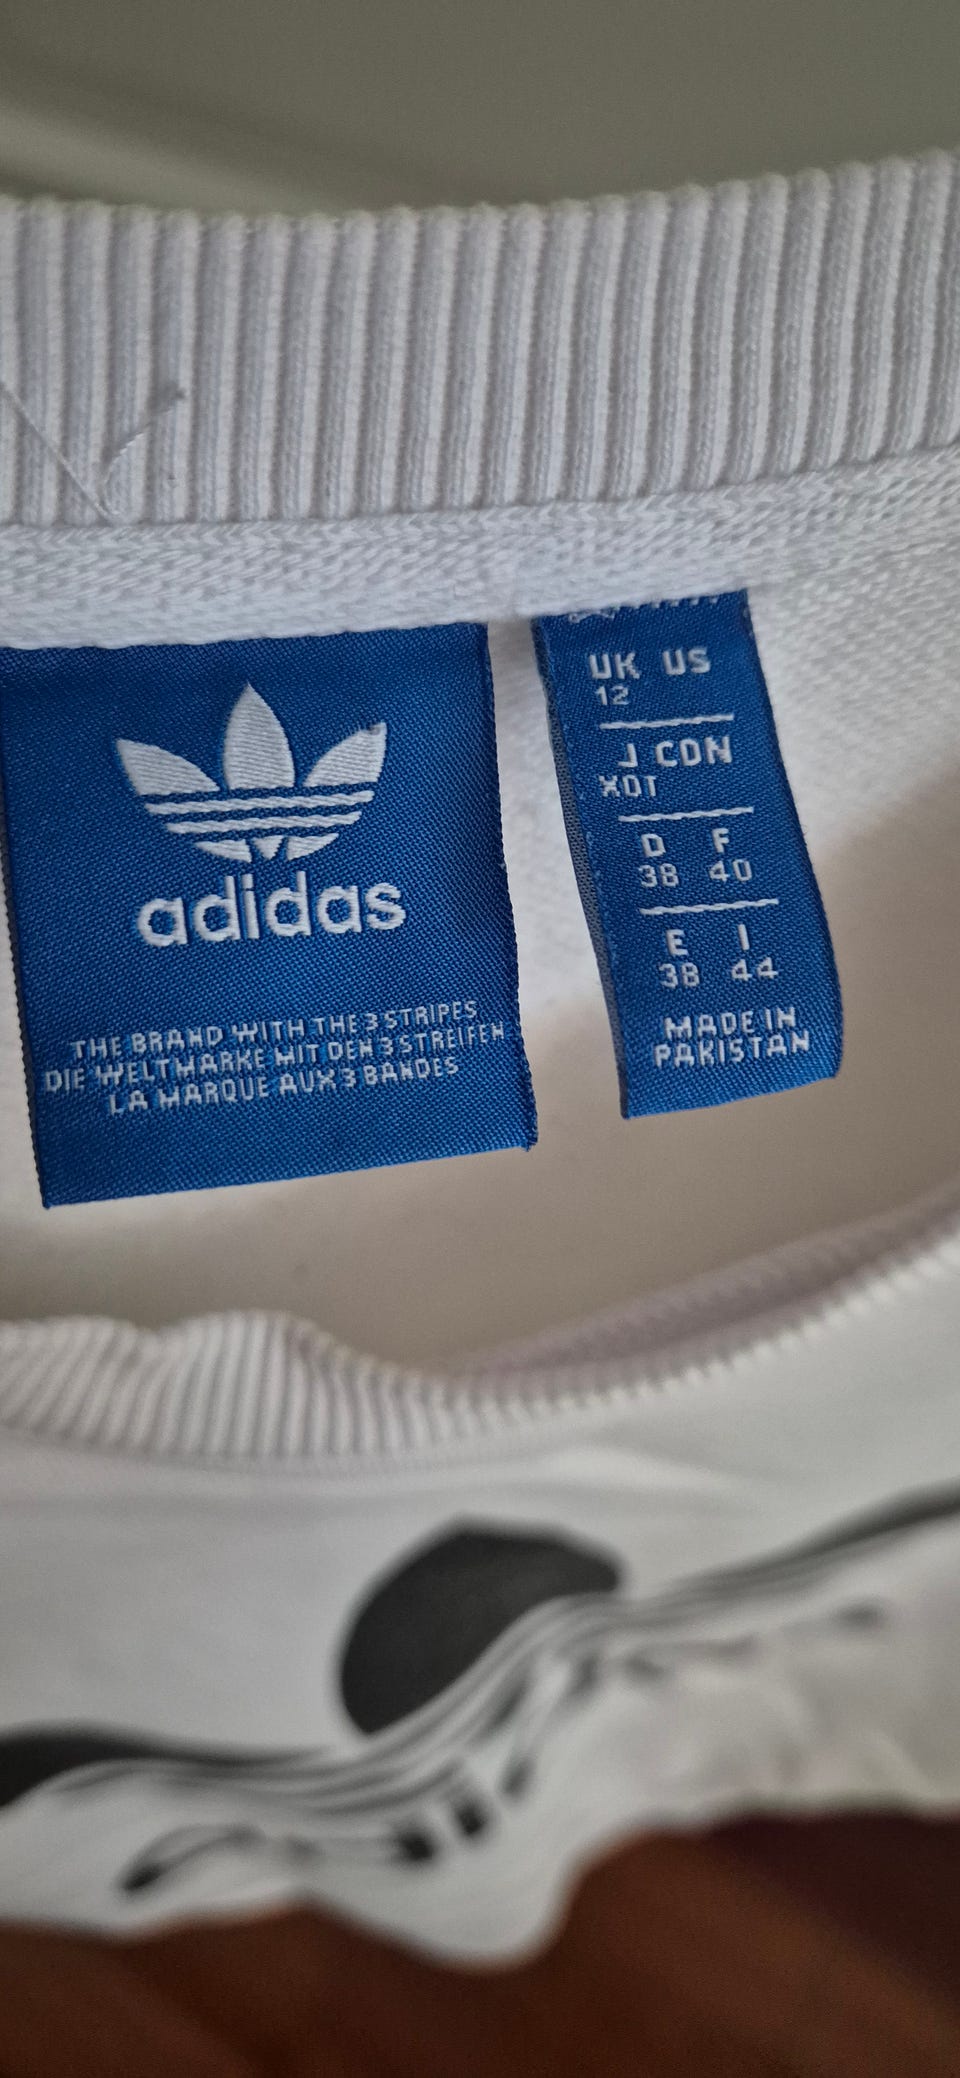 adidas
THE BRAND WITH THE 3 STRIPES
DIE WELTMARKE MIT DEN 3 STREIFEN
LA MARQUE AUX 3 BANDES
UK US
12
J CDN
XOT
D F
38 40
E I
38 44
MADE IN
PAKISTAN